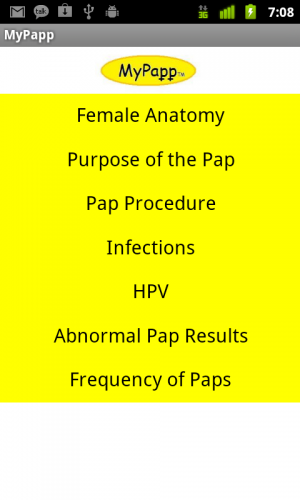 3G 7:08
MyPapp
MyPapp™
Female Anatomy
Purpose of the Pap
Pap Procedure
Infections
HPV
Abnormal Pap Results
Frequency of Paps